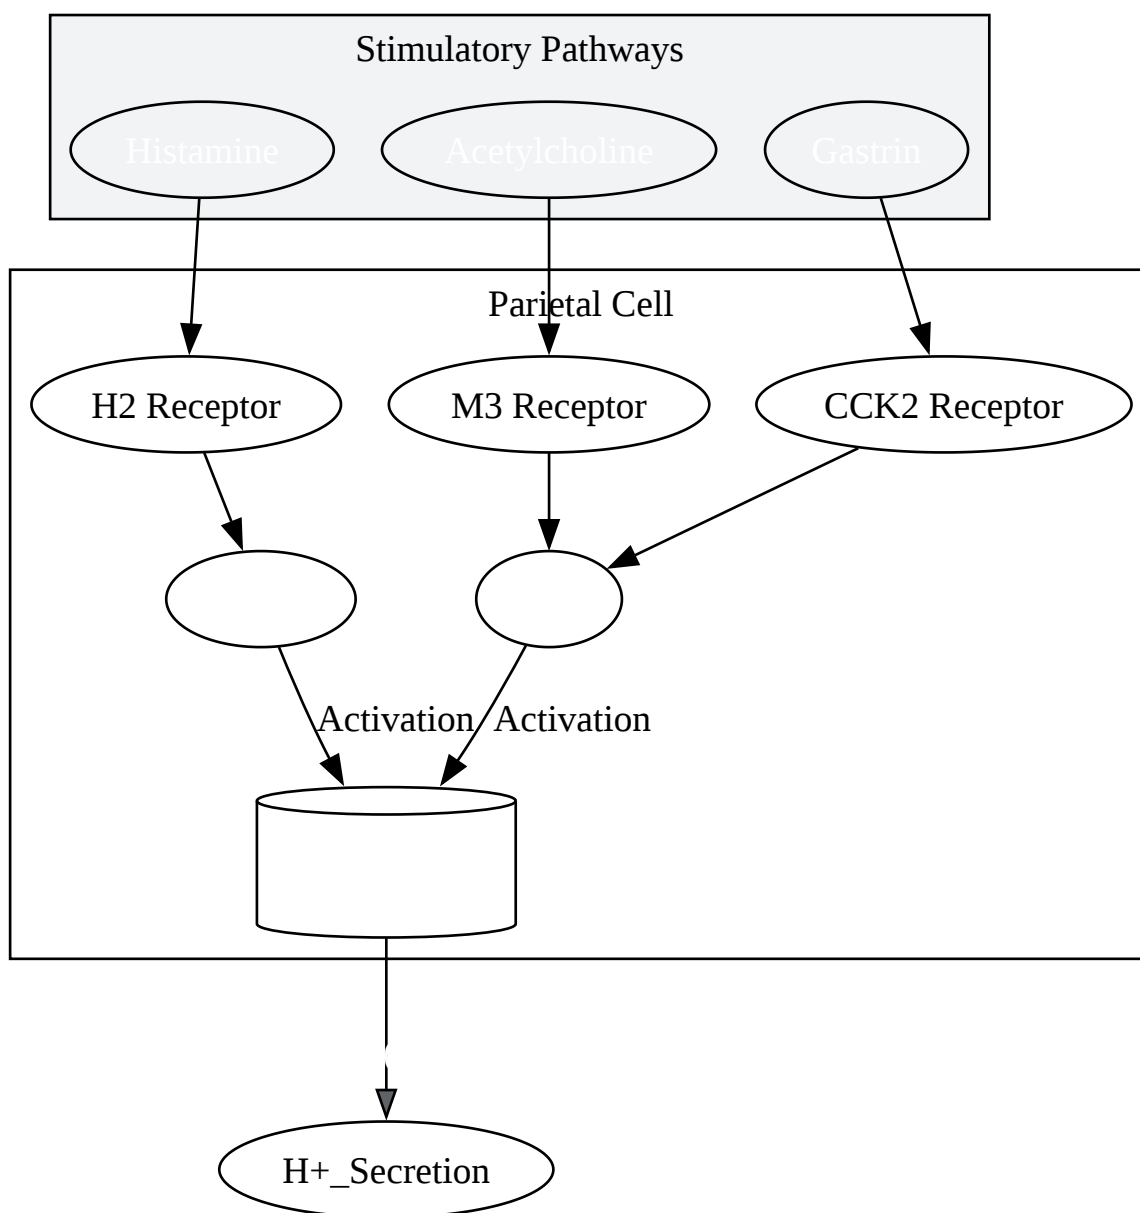 Stimulatory Pathways
Histamine
Acetylcholine
Gastrin
Parietal Cell
H2 Receptor
M3 Receptor
CCK2 Receptor
Activation
Activation
H+_Secretion